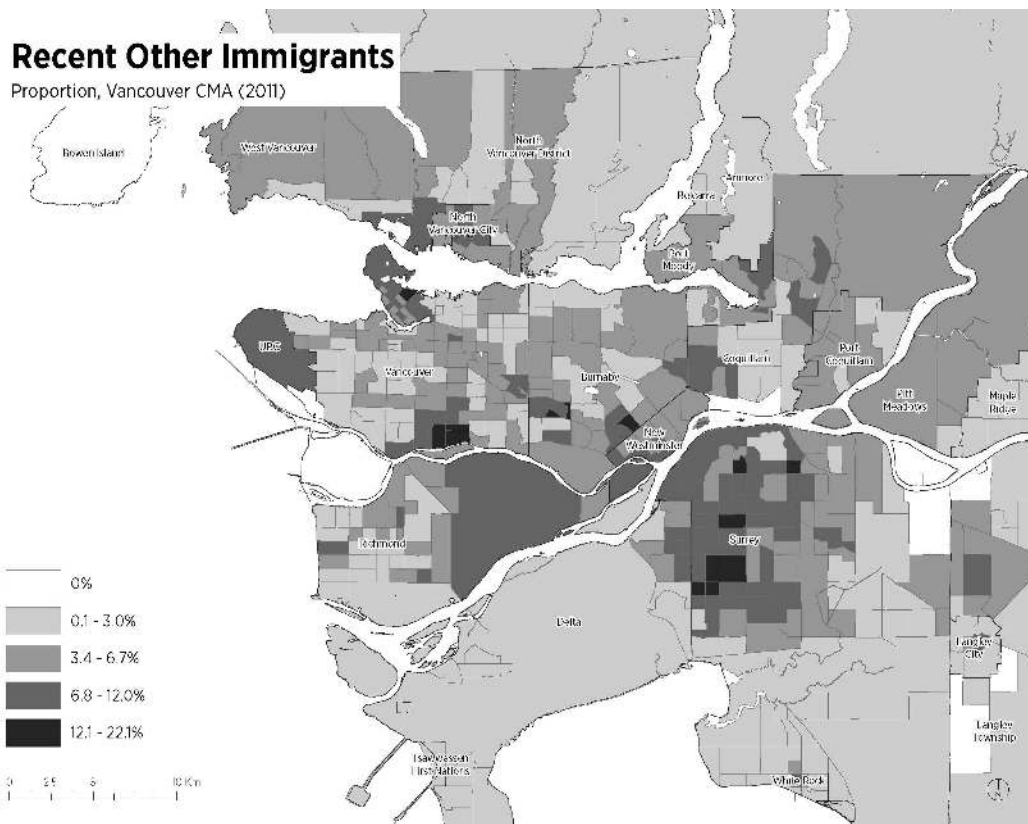 Recent Other Immigrants
Proportion, Vancouver CMA (2011)
Bowen Island
West Vancouver
North
Vancouver District
Anmore
Belcarra
North
Vancouver City
Port
Moody
UBC
Vancouver
Burnaby
Coquitlam
Port
Coquitlam
Pitt
Meadows
Maple
Ridge
New
Westminster
Richmond
Surrey
Delta
Langley
City
Langley
Township
Tsawwassen
First Nations
White Rock
0%
0.1 - 3.0%
3.4 - 6.7%
6.8 - 12.0%
12.1 - 22.1%
0 2.5 5 10 Km
N